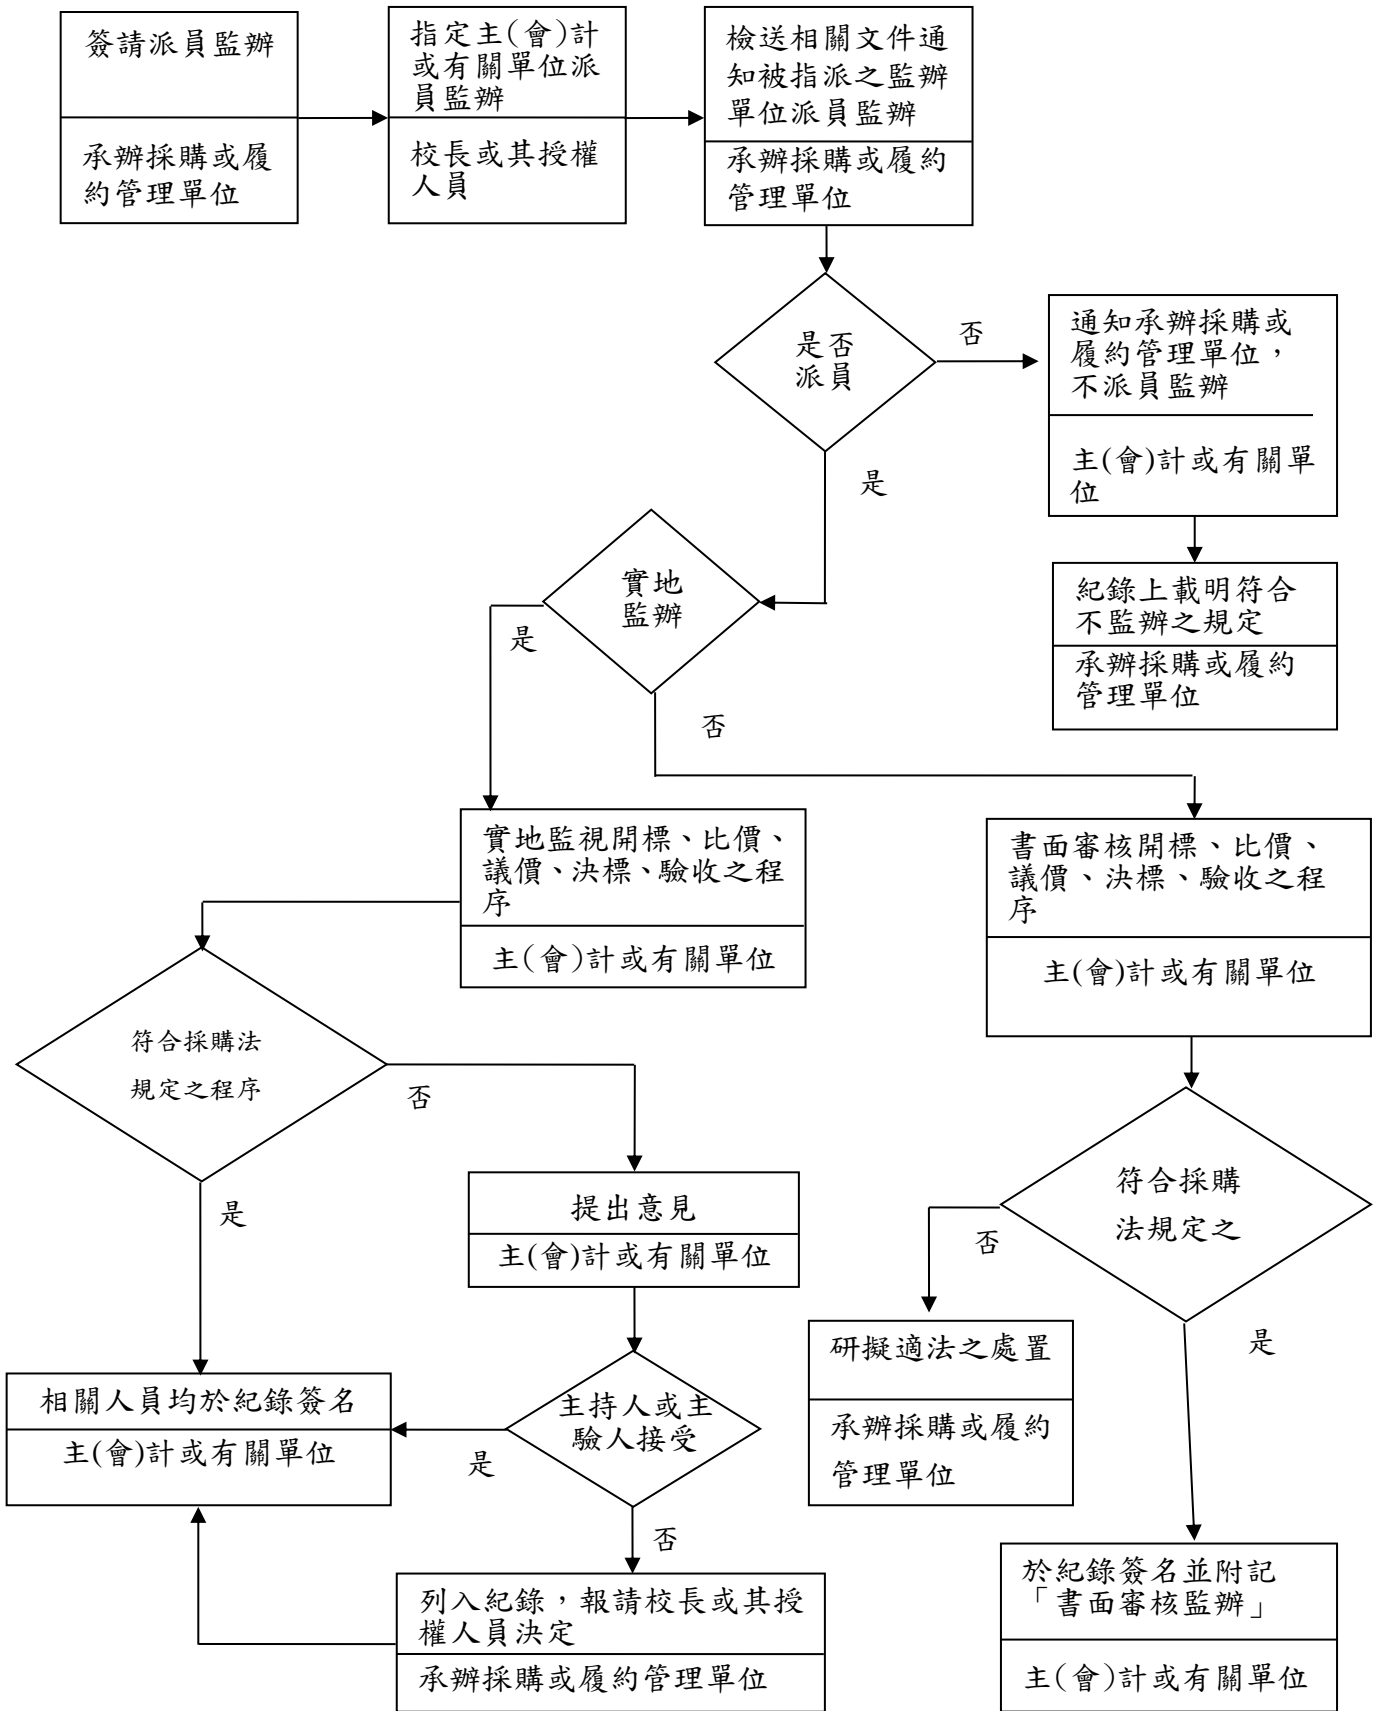 簽請派員監辦
承辦採購或履
約管理單位
指定主(會)計
或有關單位派
員監辦
校長或其授權
人員
檢送相關文件通
知被指派之監辦
單位派員監辦
承辦採購或履約
管理單位
是否
派員
否
是
通知承辦採購或
履約管理單位，
不派員監辦
主(會)計或有關單
位
紀錄上載明符合
不監辦之規定
承辦採購或履約
管理單位
實地
監辦
是
否
實地監視開標、比價、
議價、決標、驗收之程
序
主(會)計或有關單位
書面審核開標、比價、
議價、決標、驗收之程
序
主(會)計或有關單位
符合採購法
規定之程序
否
是
提出意見
主(會)計或有關單位
符合採購
法規定之
否
是
研擬適法之處置
承辦採購或履約
管理單位
相關人員均於紀錄簽名
主(會)計或有關單位
主持人或主
驗人接受
是
否
列入紀錄，報請校長或其授
權人員決定
承辦採購或履約管理單位
於紀錄簽名並附記
「書面審核監辦」
主(會)計或有關單位